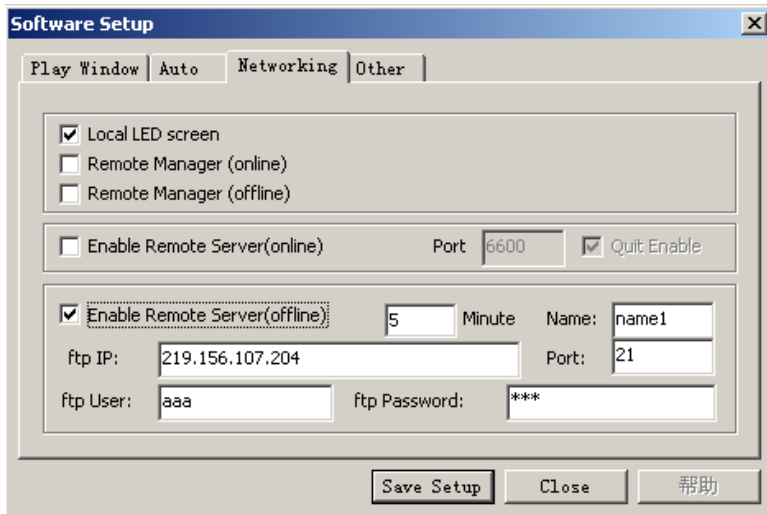 Software Setup
Play Window Auto Networking Other
Local LED screen
Remote Manager (online)
Remote Manager (offline)
Enable Remote Server(online) Port 6600 Quit Enable
Enable Remote Server(offline) 5 Minute Name: name1
ftp IP: 219.156.107.204 Port: 21
ftp User: aaa ftp Password: ***
Save Setup Close 帮助